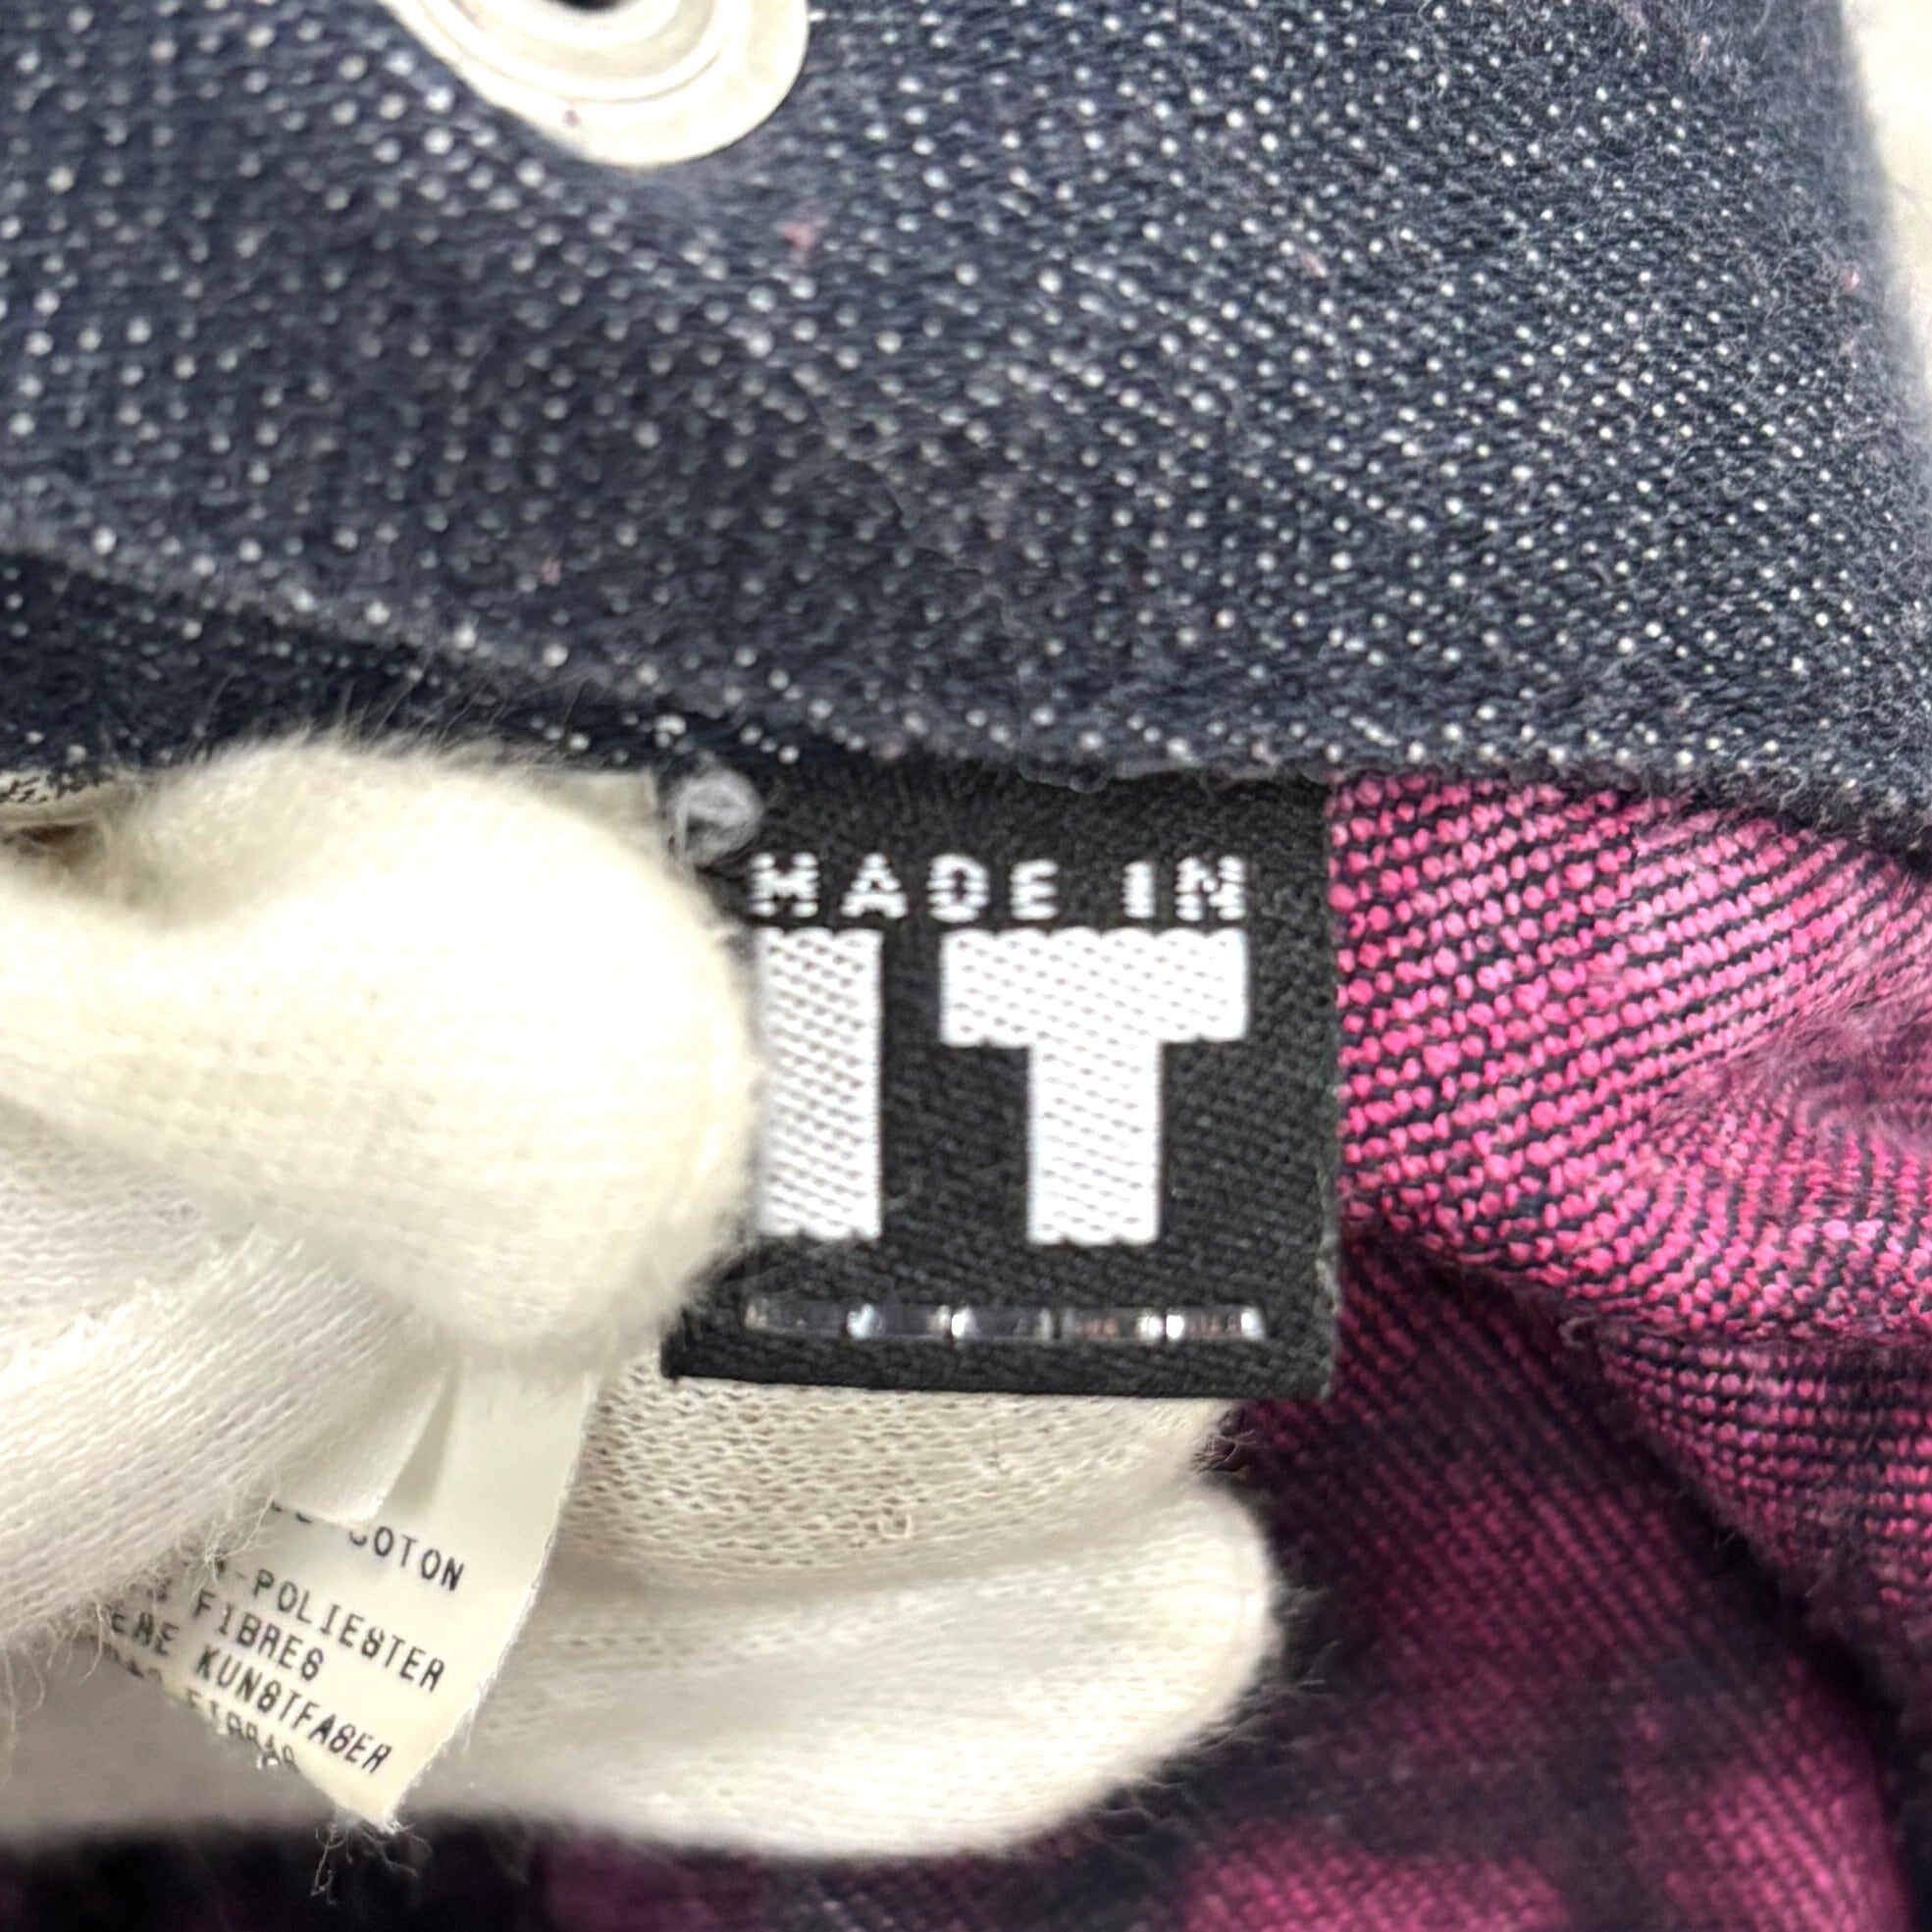 MADE IN
IT
COTON
-POLIESTER
FIBRES
KUNSTFASER